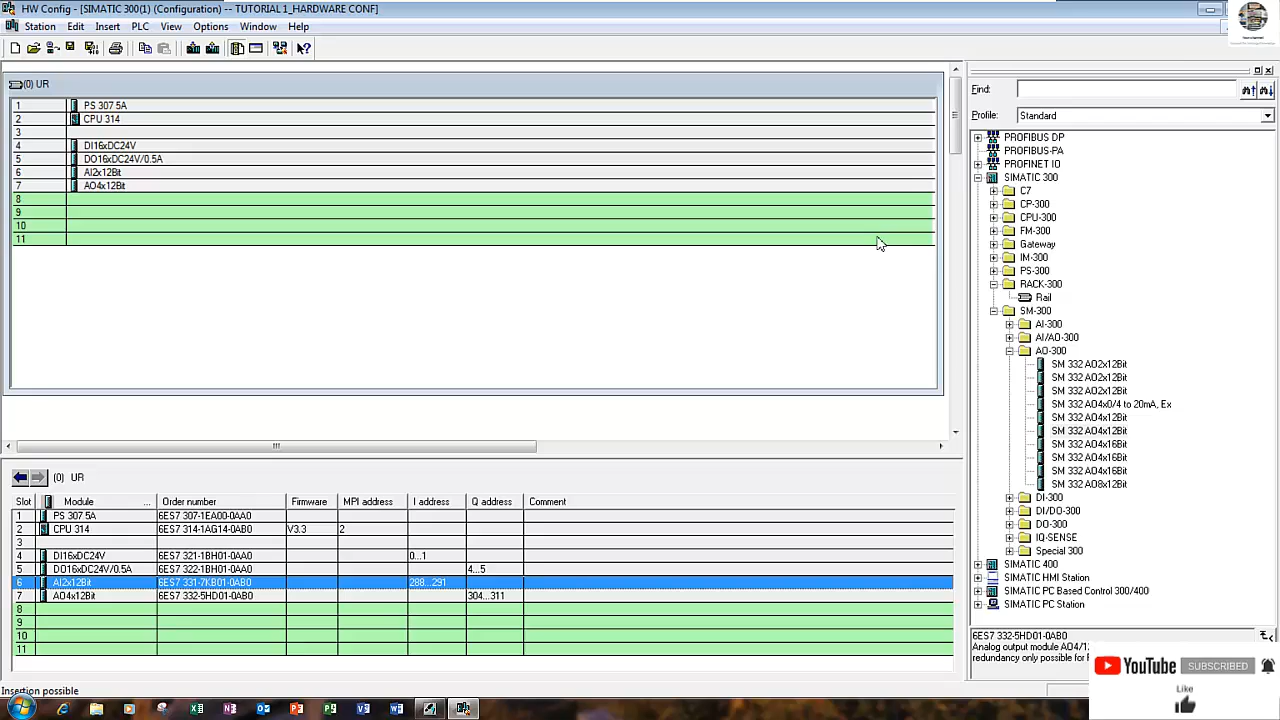 HW Config - [SIMATIC 300(1) (Configuration) -- TUTORIAL 1_HARDWARE CONF]
Station Edit Insert PLC View Options Window Help
(0) UR
1 PS 307 5A
2 CPU 314
3
4 DI16xDC24V
5 DO16xDC24V/0.5A
6 AI2x12Bit
7 AO4x12Bit
8
9
10
11
Find:
Profile: Standard
PROFIBUS DP
PROFIBUS-PA
PROFINET IO
SIMATIC 300
C7
CP-300
CPU-300
FM-300
Gateway
IM-300
PS-300
RACK-300
Rail
SM-300
AI-300
AI/AO-300
AO-300
SM 332 AO2x12Bit
SM 332 AO2x12Bit
SM 332 AO2x12Bit
SM 332 AO4x0/4 to 20mA, Ex
SM 332 AO4x12Bit
SM 332 AO4x12Bit
SM 332 AO4x16Bit
SM 332 AO4x16Bit
SM 332 AO4x16Bit
SM 332 AO8x12Bit
DI-300
DI/DO-300
DO-300
IQ-SENSE
Special 300
SIMATIC 400
SIMATIC HMI Station
SIMATIC PC Based Control 300/400
SIMATIC PC Station
6ES7 332-5HD01-0AB0
Analog output module AO4/12
redundancy only possible for
(0) UR
Slot Module ... Order number Firmware MPI address I address Q address Comment
1 PS 307 5A 6ES7 307-1EA00-0AA0
2 CPU 314 6ES7 314-1AG14-0AB0 V3.3 2
3
4 DI16xDC24V 6ES7 321-1BH01-0AA0 0...1
5 DO16xDC24V/0.5A 6ES7 322-1BH01-0AA0 4...5
6 AI2x12Bit 6ES7 331-7KB01-0AB0 288...291
7 AO4x12Bit 6ES7 332-5HD01-0AB0 304...311
8
9
10
11
Insertion possible
YouTube SUBSCRIBED
Like